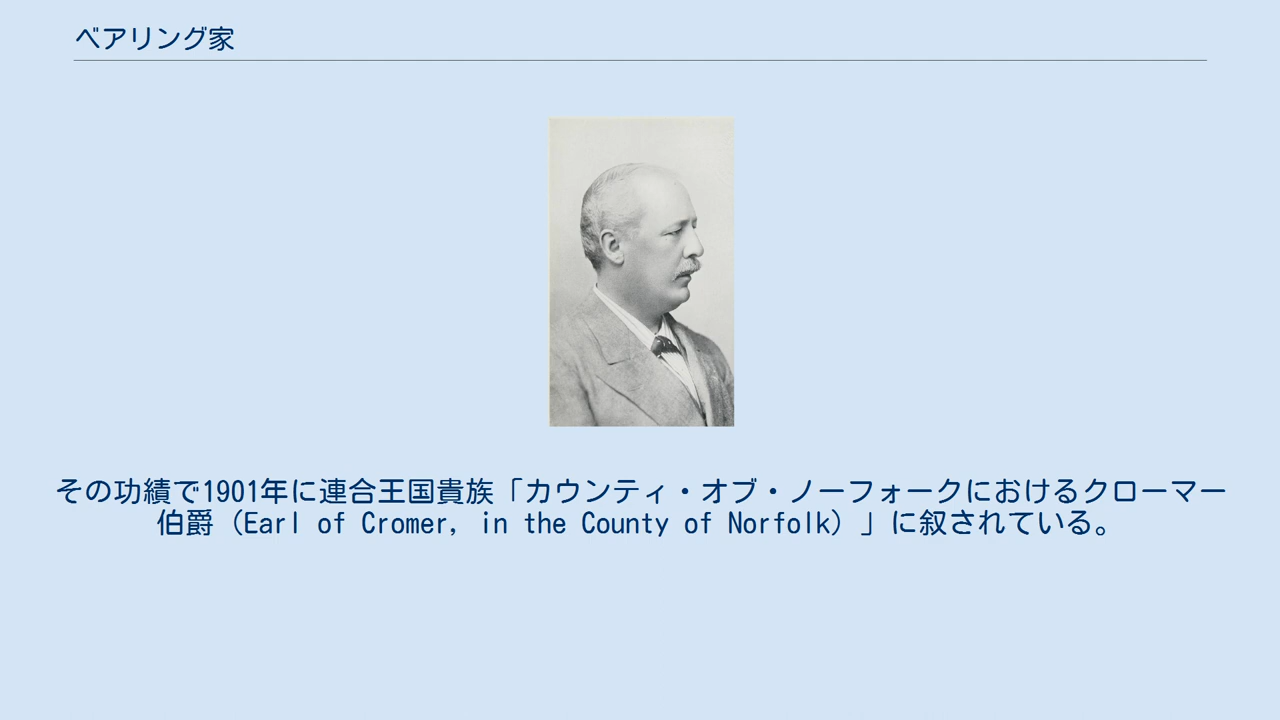 ベアリング家
その功績で1901年に連合王国貴族「カウンティ・オブ・ノーフォークにおけるクローマー
伯爵（Earl of Cromer, in the County of Norfolk）」に叙されている。